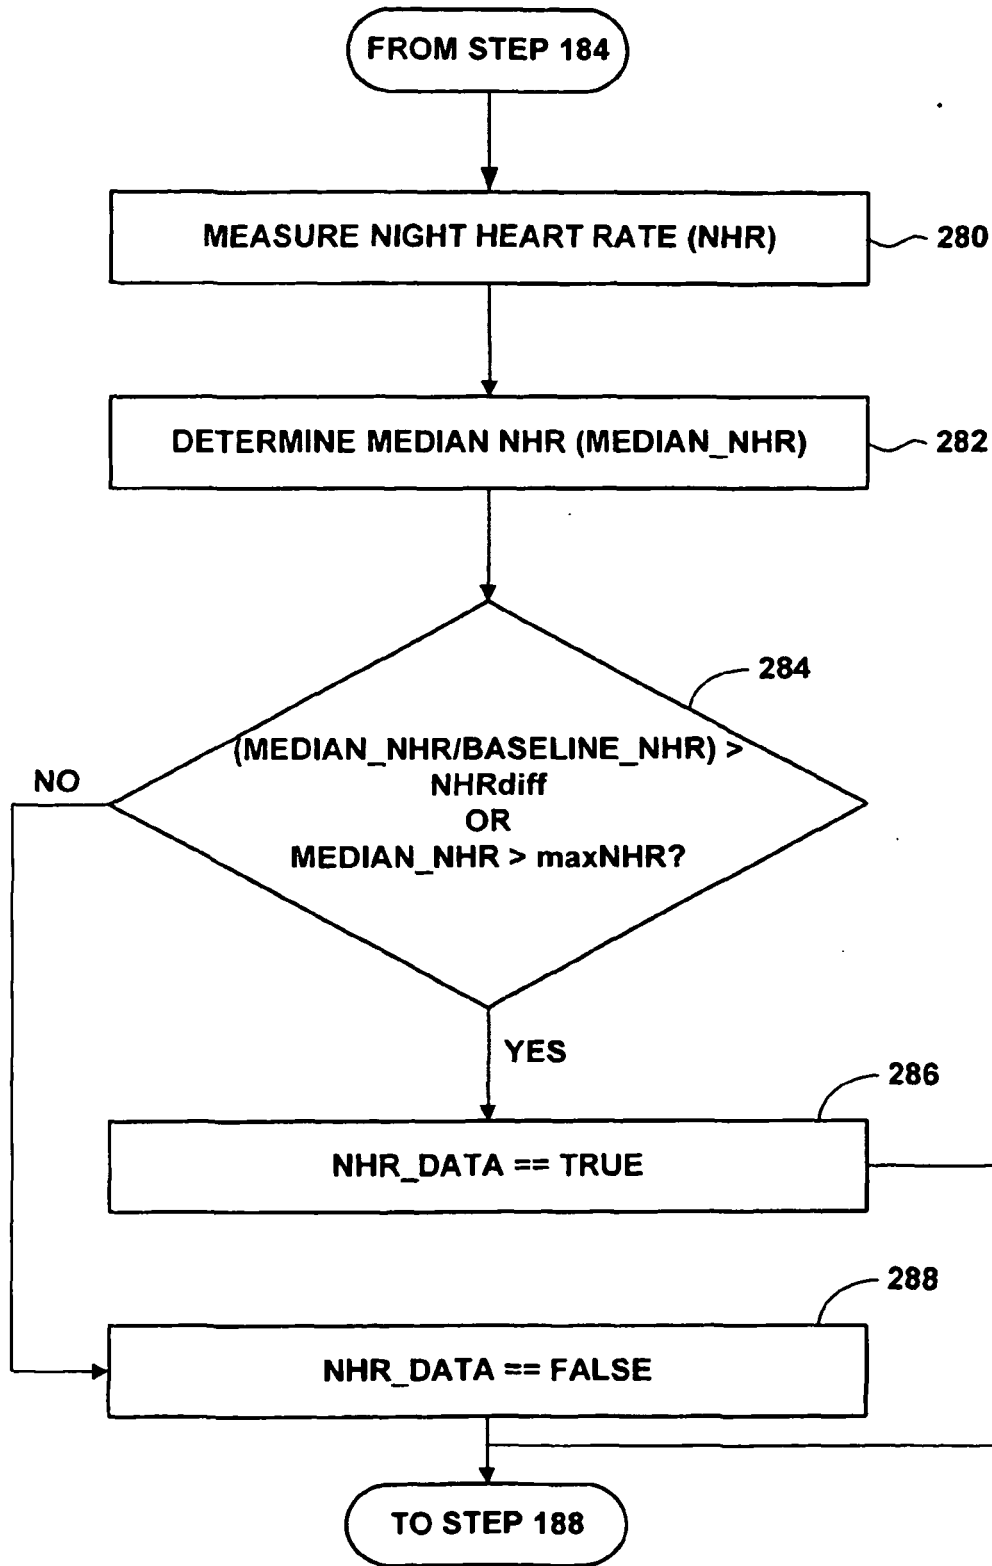 FROM STEP 184
MEASURE NIGHT HEART RATE (NHR)
280
DETERMINE MEDIAN NHR (MEDIAN_NHR)
282
284
(MEDIAN_NHR/BASELINE_NHR) >
NHRdiff
OR
MEDIAN_NHR > maxNHR?
NO
YES
286
NHR_DATA == TRUE
288
NHR_DATA == FALSE
TO STEP 188